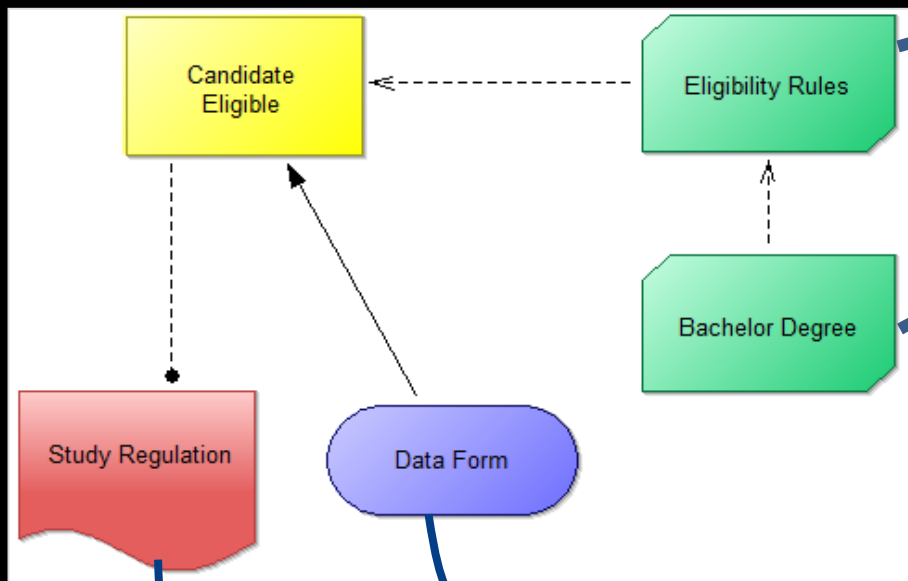 Candidate
Eligible
Eligibility Rules
Bachelor Degree
Study Regulation
Data Form